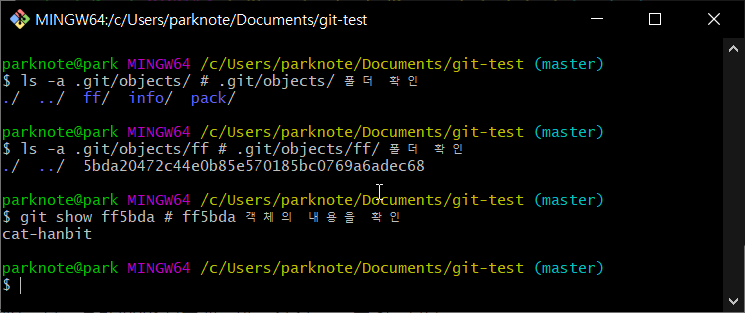 MINGW64:/c/Users/parknote/Documents/git-test
parknote@park MINGW64 /c/Users/parknote/Documents/git-test (master)
$ ls -a .git/objects/ # .git/objects/ 폴더 확인
./  ../  ff/  info/  pack/
parknote@park MINGW64 /c/Users/parknote/Documents/git-test (master)
$ ls -a .git/objects/ff # .git/objects/ff/ 폴더 확인
./  ../  5bda20472c44e0b85e570185bc0769a6adec68
parknote@park MINGW64 /c/Users/parknote/Documents/git-test (master)
$ git show ff5bda # ff5bda 객체의 내용을 확인
cat-hanbit
parknote@park MINGW64 /c/Users/parknote/Documents/git-test (master)
$